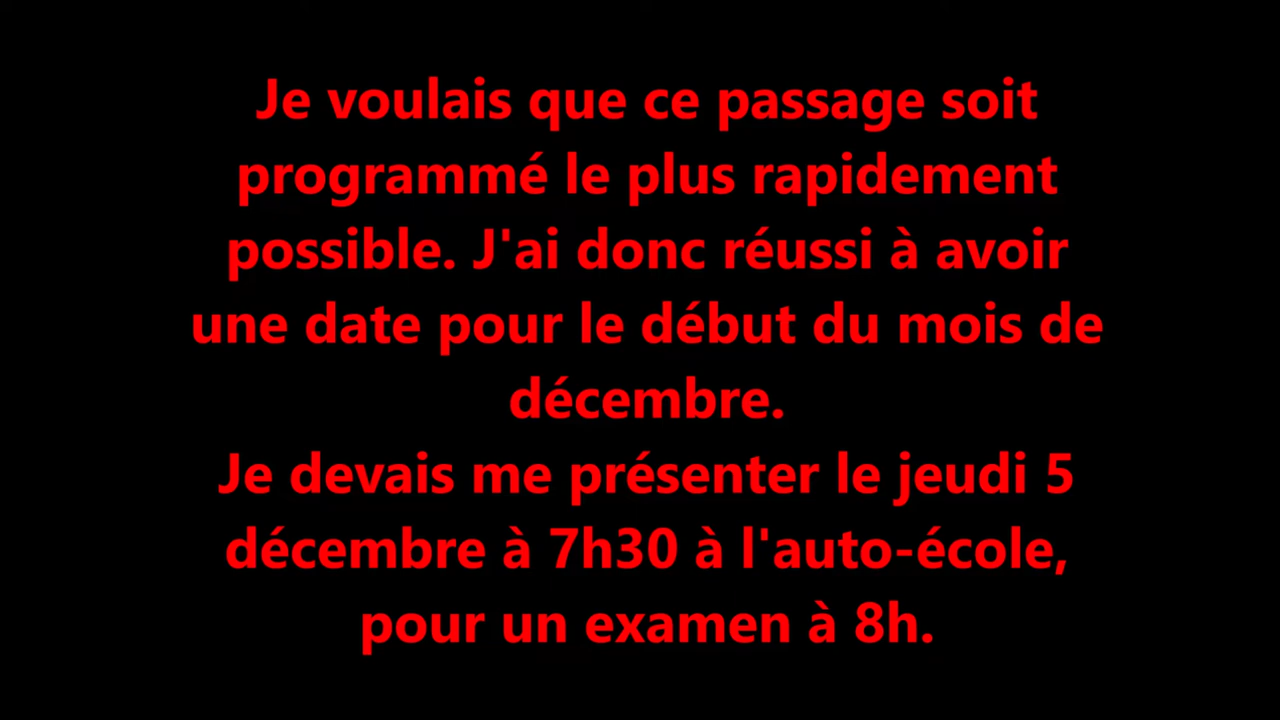 Je voulais que ce passage soit
programmé le plus rapidement
possible. J'ai donc réussi à avoir
une date pour le début du mois de
décembre.
Je devais me présenter le jeudi 5
décembre à 7h30 à l'auto-école,
pour un examen à 8h.